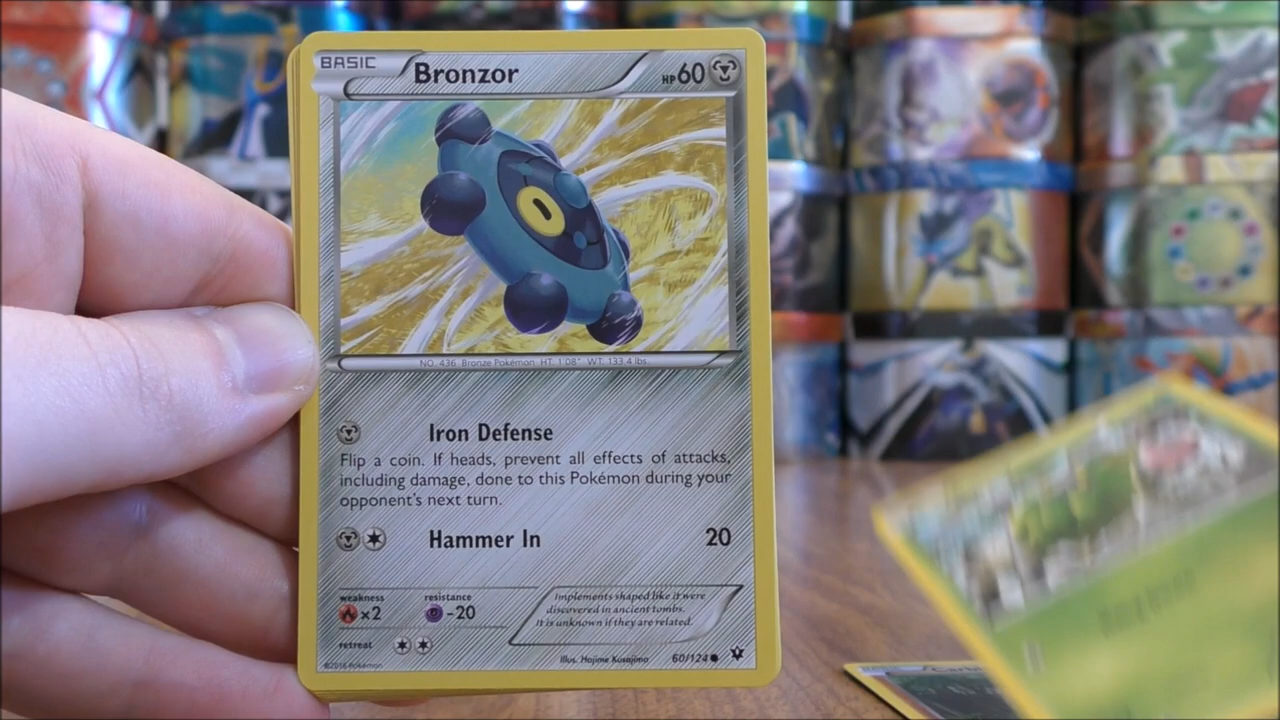 BASIC Bronzor HP60
NO. 436 Bronze Pokémon HT: 1'08" WT: 133.4 lbs.
Iron Defense
Flip a coin. If heads, prevent all effects of attacks,
including damage, done to this Pokémon during your
opponent's next turn.
Hammer In 20
weakness resistance
×2 -20
retreat
Implements shaped like it were
discovered in ancient tombs.
It is unknown if they are related.
©2016 Pokémon Illus. Hajime Kusajima 60/124